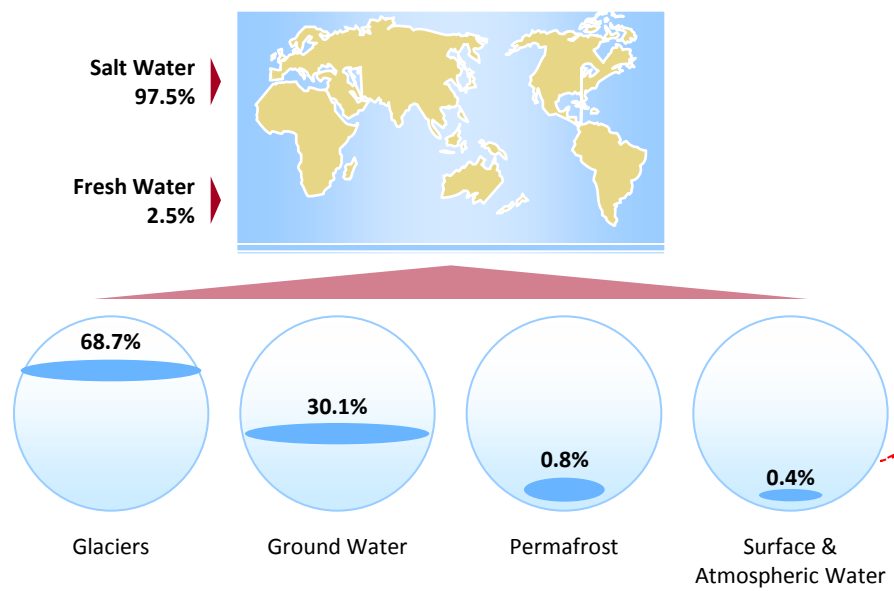 Salt Water
97.5%
Fresh Water
2.5%
68.7%
30.1%
0.8%
0.4%
Glaciers
Ground Water
Permafrost
Surface &
Atmospheric Water